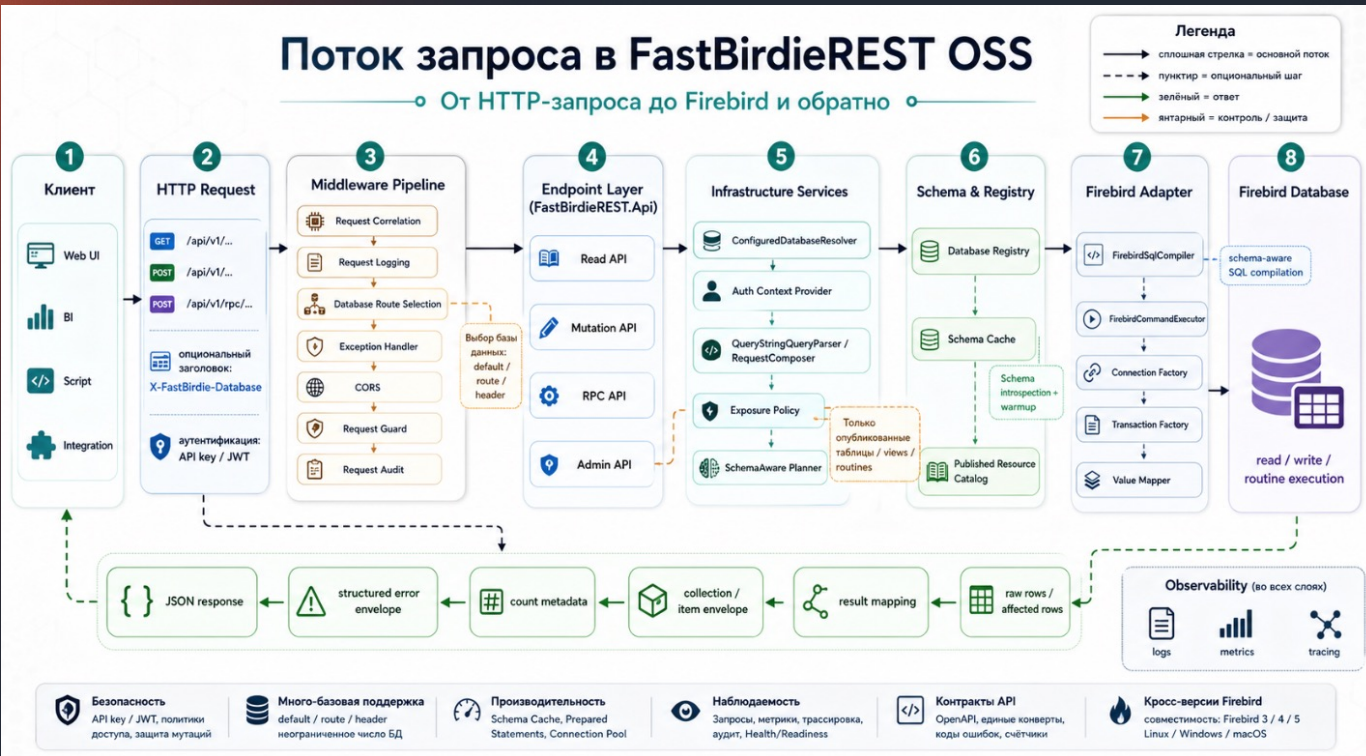 Поток запроса в FastBirdieREST OSS
От HTTP-запроса до Firebird и обратно
Легенда
сплошная стрелка = основной поток
пунктир = опциональный шаг
зелёный = ответ
янтарный = контроль / защита
1
Клиент
Web UI
BI
Script
Integration
2
HTTP Request
GET /api/v1/...
POST /api/v1/...
POST /api/v1/rpc/...
опциональный
заголовок:
X-FastBirdie-Database
аутентификация:
API key / JWT
3
Middleware Pipeline
Request Correlation
Request Logging
Database Route Selection
Exception Handler
CORS
Request Guard
Request Audit
Выбор базы
данных:
default /
route /
header
4
Endpoint Layer
(FastBirdieREST.Api)
Read API
Mutation API
RPC API
Admin API
5
Infrastructure Services
ConfiguredDatabaseResolver
Auth Context Provider
QueryStringQueryParser /
RequestComposer
Exposure Policy
SchemaAware Planner
Только
опубликованные
таблицы / views /
routines
6
Schema & Registry
Database Registry
Schema Cache
Schema
introspection +
warmup
Published Resource
Catalog
7
Firebird Adapter
FirebirdSqlCompiler
FirebirdCommandExecutor
Connection Factory
Transaction Factory
Value Mapper
schema-aware
SQL compilation
8
Firebird Database
read / write /
routine execution
{ } JSON response
structured error
envelope
# count metadata
collection /
item envelope
result mapping
raw rows /
affected rows
Observability (во всех слоях)
logs
metrics
tracing
Безопасность
API key / JWT, политики
доступа, защита мутаций
Много-базовая поддержка
default / route / header
неограниченное число БД
Производительность
Schema Cache, Prepared
Statements, Connection Pool
Наблюдаемость
Запросы, метрики, трассировка,
аудит, Health/Readiness
Контракты API
OpenAPI, единые конверты,
коды ошибок, счётчики
Кросс-версии Firebird
совместимость: Firebird 3 / 4 / 5
Linux / Windows / macOS